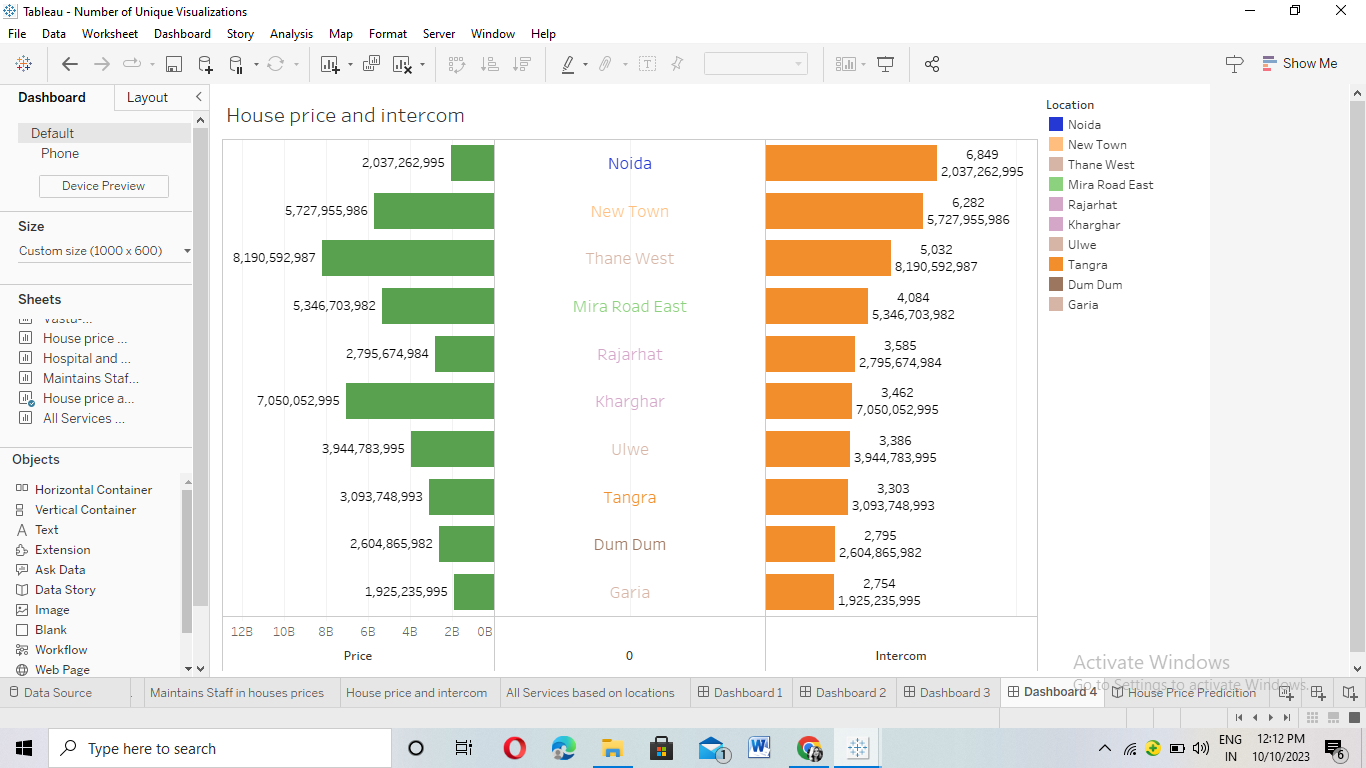 Tableau - Number of Unique Visualizations
File Data Worksheet Dashboard Story Analysis Map Format Server Window Help
Show Me
Dashboard Layout
Default
Phone
Device Preview
Size
Custom size (1000 x 600)
Sheets
House price ...
Hospital and ...
Maintains Staf...
House price a...
All Services ...
Objects
Horizontal Container
Vertical Container
Text
Extension
Ask Data
Data Story
Image
Blank
Workflow
Web Page
House price and intercom
2,037,262,995 Noida 6,849
2,037,262,995
5,727,955,986 New Town 6,282
5,727,955,986
8,190,592,987 Thane West 5,032
8,190,592,987
5,346,703,982 Mira Road East 4,084
5,346,703,982
2,795,674,984 Rajarhat 3,585
2,795,674,984
7,050,052,995 Kharghar 3,462
7,050,052,995
3,944,783,995 Ulwe 3,386
3,944,783,995
3,093,748,993 Tangra 3,303
3,093,748,993
2,604,865,982 Dum Dum 2,795
2,604,865,982
1,925,235,995 Garia 2,754
1,925,235,995
12B 10B 8B 6B 4B 2B 0B
Price 0 Intercom
Location
Noida
New Town
Thane West
Mira Road East
Rajarhat
Kharghar
Ulwe
Tangra
Dum Dum
Garia
Activate Windows
Go to Settings to activate Windows.
Data Source Maintains Staff in houses prices House price and intercom All Services based on locations Dashboard 1 Dashboard 2 Dashboard 3 Dashboard 4 House Price Predicition
Type here to search
1
W
ENG
IN
12:12 PM
10/10/2023
6